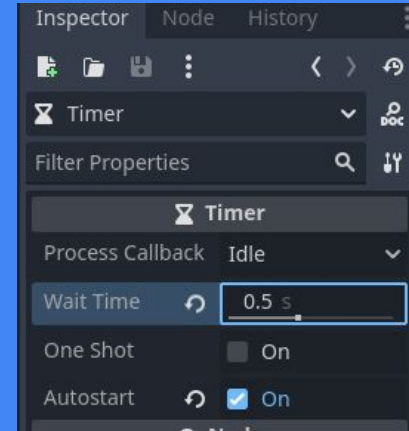 Inspector Node History
DOC
Timer
Filter Properties
Timer
Process Callback Idle
Wait Time 0.5 s
One Shot On
Autostart On